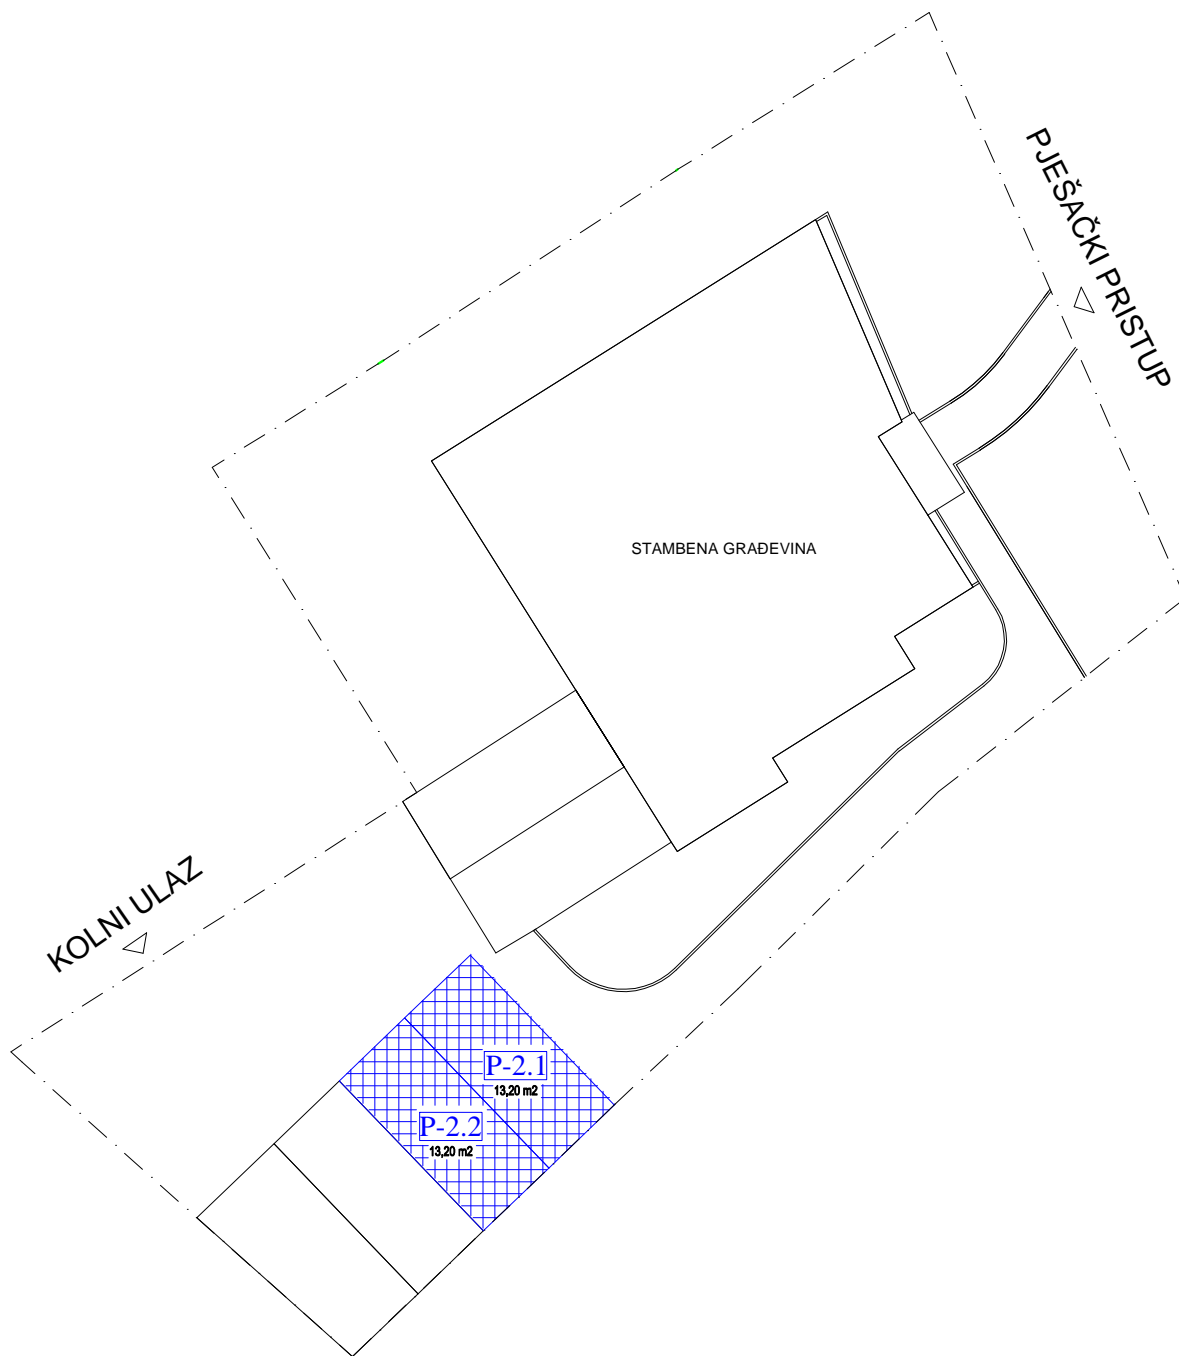 PJEŠAČKI PRISTUP
STAMBENA GRAĐEVINA
KOLNI ULAZ
P-2.1
13,20 m2
P-2.2
13,20 m2